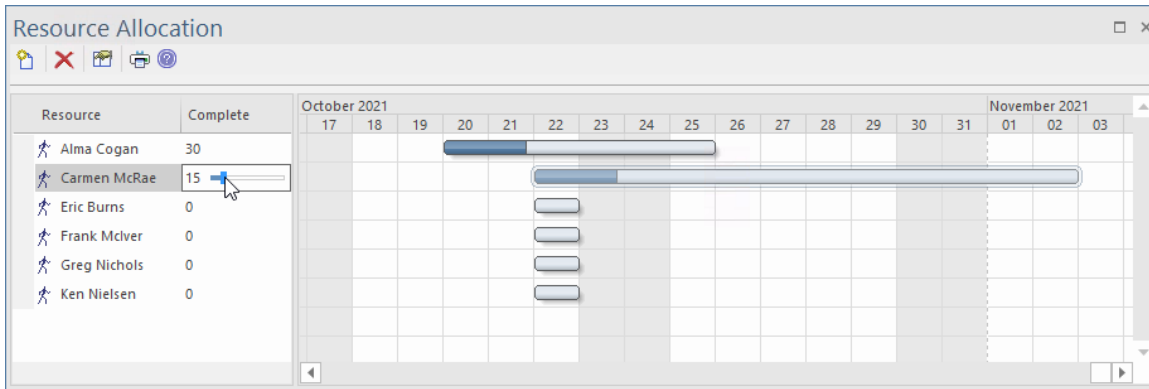 Resource Allocation
Resource Complete
October 2021 November 2021
17 18 19 20 21 22 23 24 25 26 27 28 29 30 31 01 02 03
Alma Cogan 30
Carmen McRae 15
Eric Burns 0
Frank McIver 0
Greg Nichols 0
Ken Nielsen 0